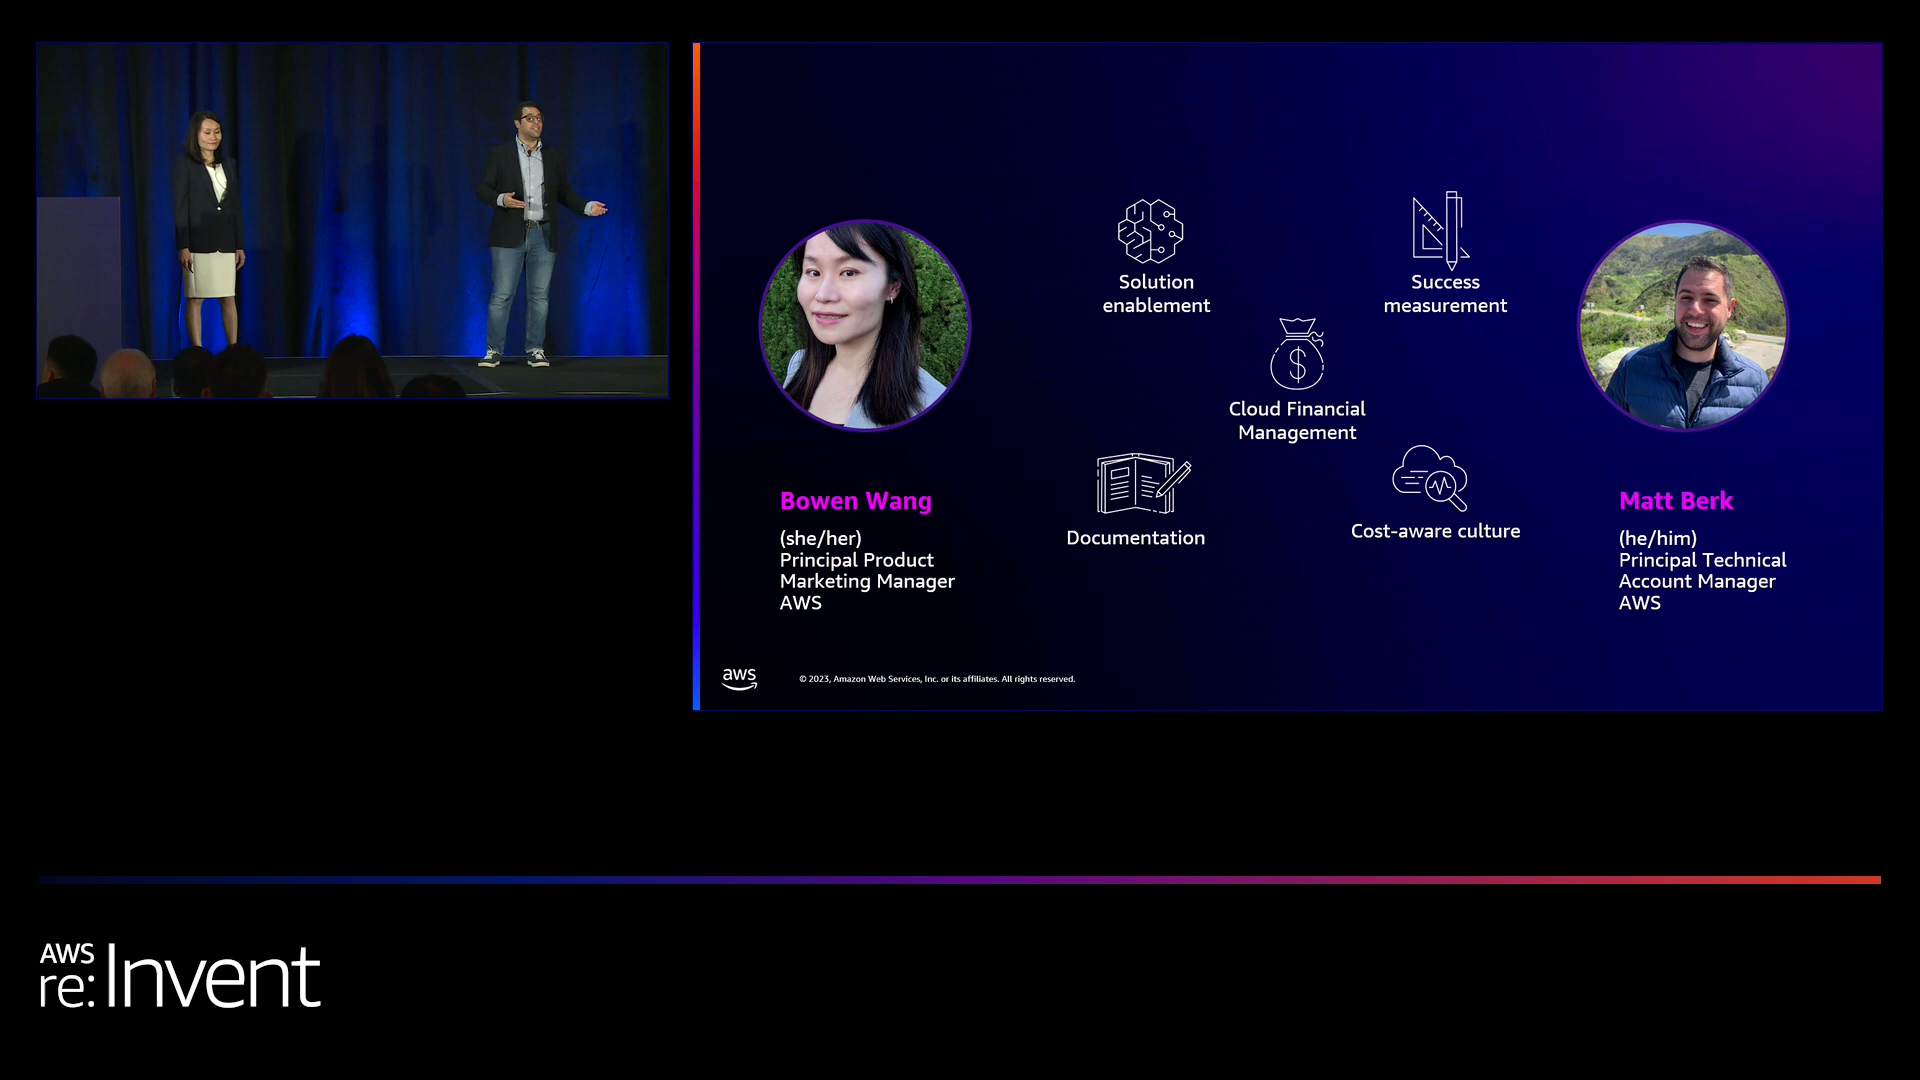 Solution
enablement
Success
measurement
Cloud Financial
Management
Documentation
Cost-aware culture
Bowen Wang
(she/her)
Principal Product
Marketing Manager
AWS
Matt Berk
(he/him)
Principal Technical
Account Manager
AWS
aws
© 2023, Amazon Web Services, Inc. or its affiliates. All rights reserved.
AWS
re:Invent